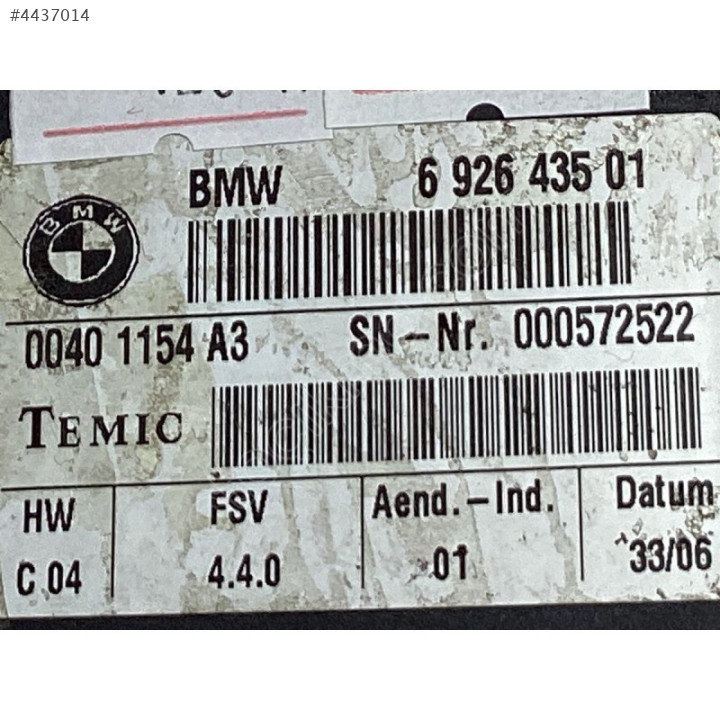 #4437014
BMW 6 926 435 01
BMW
0040 1154 A3 SN-Nr. 000572522
TEMIC
HW FSV Aend.-Ind. Datum
C 04 4.4.0 01 33/06